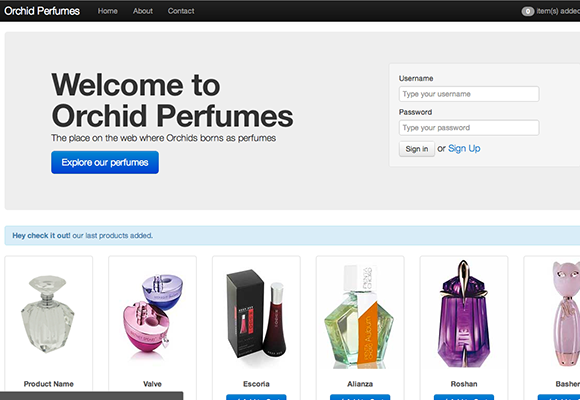 Orchid Perfumes Home About Contact 0 item(s) added
Welcome to
Orchid Perfumes
The place on the web where Orchids borns as perfumes
Explore our perfumes
Username
Type your username
Password
Type your password
Sign in or Sign Up
Hey check it out! our last products added.
Product Name Valve Escoria Alianza Roshan Basher